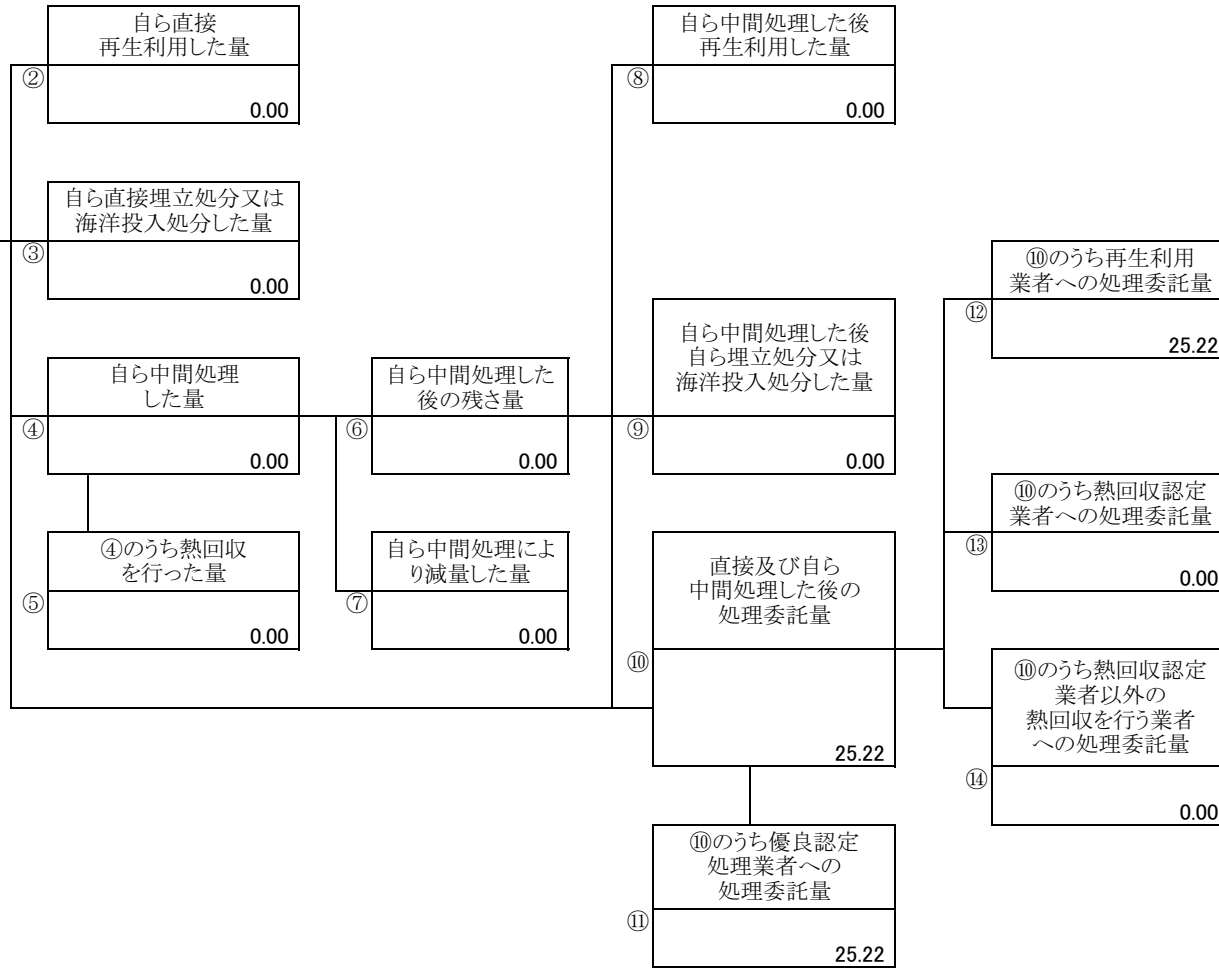 自ら直接
再生利用した量
②
0.00
自ら直接埋立処分又は
海洋投入処分した量
③
0.00
自ら中間処理
した量
④
0.00
④のうち熱回収
を行った量
⑤
0.00
自ら中間処理した
後の残さ量
⑥
0.00
自ら中間処理によ
り減量した量
⑦
0.00
自ら中間処理した後
再生利用した量
⑧
0.00
自ら中間処理した後
自ら埋立処分又は
海洋投入処分した量
⑨
0.00
直接及び自ら
中間処理した後の
処理委託量
⑩
25.22
⑩のうち優良認定
処理業者への
処理委託量
⑪
25.22
⑩のうち再生利用
業者への処理委託量
⑫
25.22
⑩のうち熱回収認定
業者への処理委託量
⑬
0.00
⑩のうち熱回収認定
業者以外の
熱回収を行う業者
への処理委託量
⑭
0.00